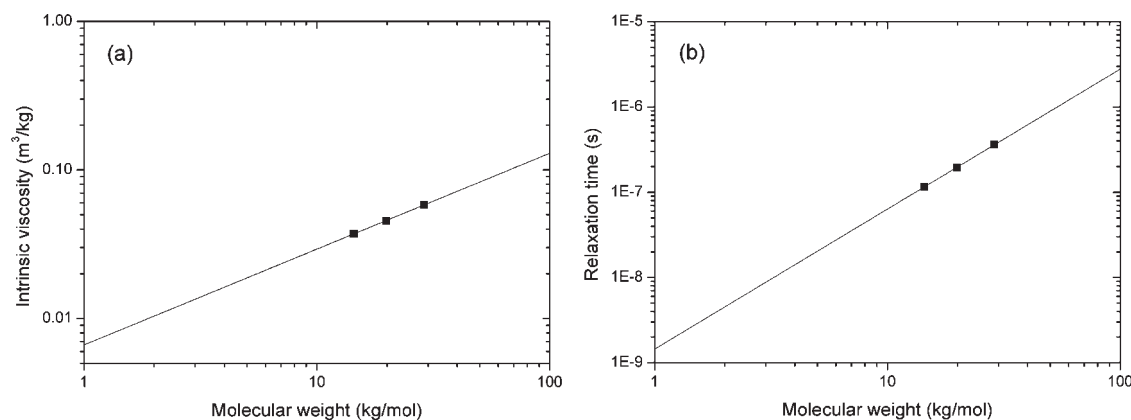 (a)
Intrinsic viscosity (m³/kg)
1.00
0.10
0.01
1
10
100
Molecular weight (kg/mol)
(b)
Relaxation time (s)
1E-5
1E-6
1E-7
1E-8
1E-9
1
10
100
Molecular weight (kg/mol)